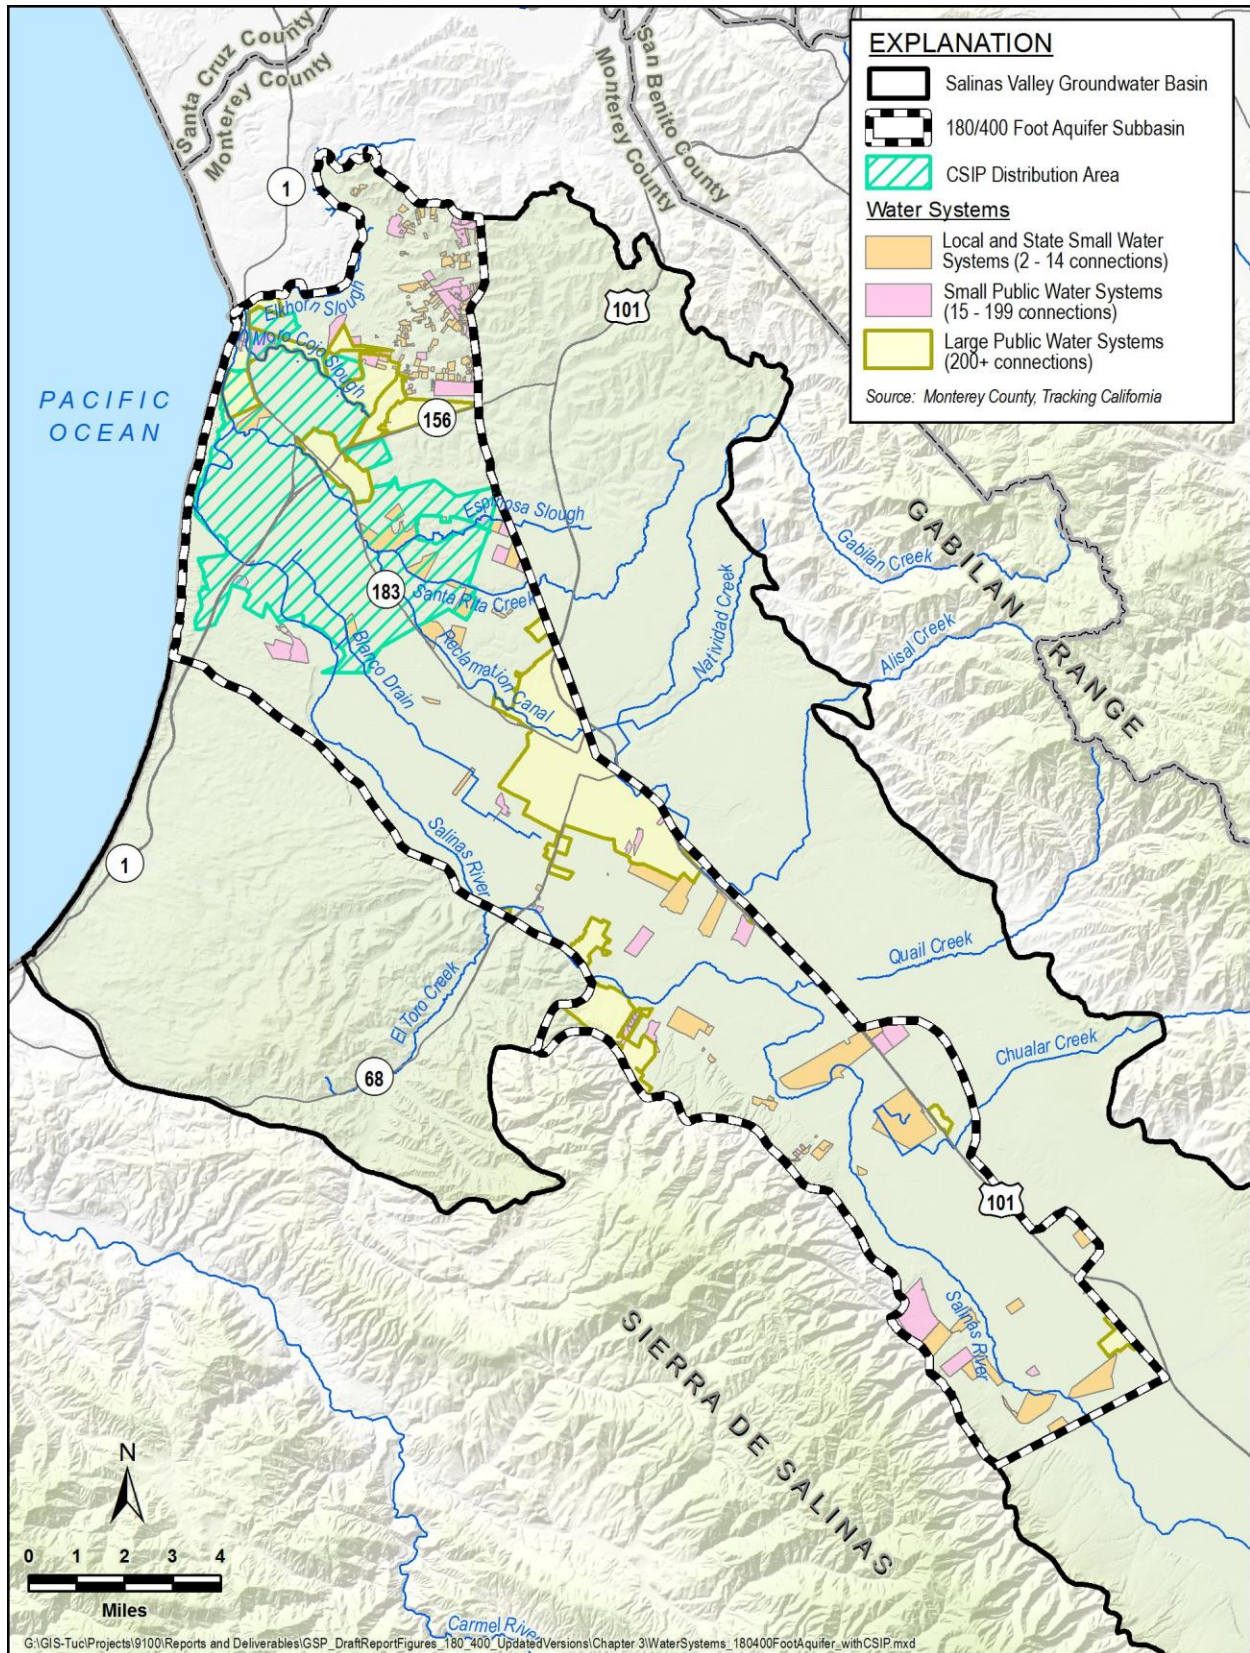 Santa Cruz County
Monterey County
San Benito County
Monterey County
EXPLANATION
Salinas Valley Groundwater Basin
180/400 Foot Aquifer Subbasin
CSIP Distribution Area
Water Systems
Local and State Small Water
Systems (2 - 14 connections)
Small Public Water Systems
(15 - 199 connections)
Large Public Water Systems
(200+ connections)
Source: Monterey County, Tracking California
1
101
Elkhorn Slough
Moro Cojo Slough
PACIFIC
OCEAN
156
Espinosa Slough
GABILAN
RANGE
Gabilan Creek
183
Santa Rita Creek
Natividad Creek
Alisal Creek
Blanco Drain
Reclamation Canal
Salinas River
1
Quail Creek
El Toro Creek
Chualar Creek
68
101
Salinas River
SIERRA DE SALINAS
N
0 1 2 3 4
Miles
Carmel River
G:\GIS-Tuc\Projects\9100\Reports and Deliverables\GSP_DraftReportFigures_180_400_UpdatedVersions\Chapter 3\WaterSystems_180400FootAquifer_withCSIP.mxd